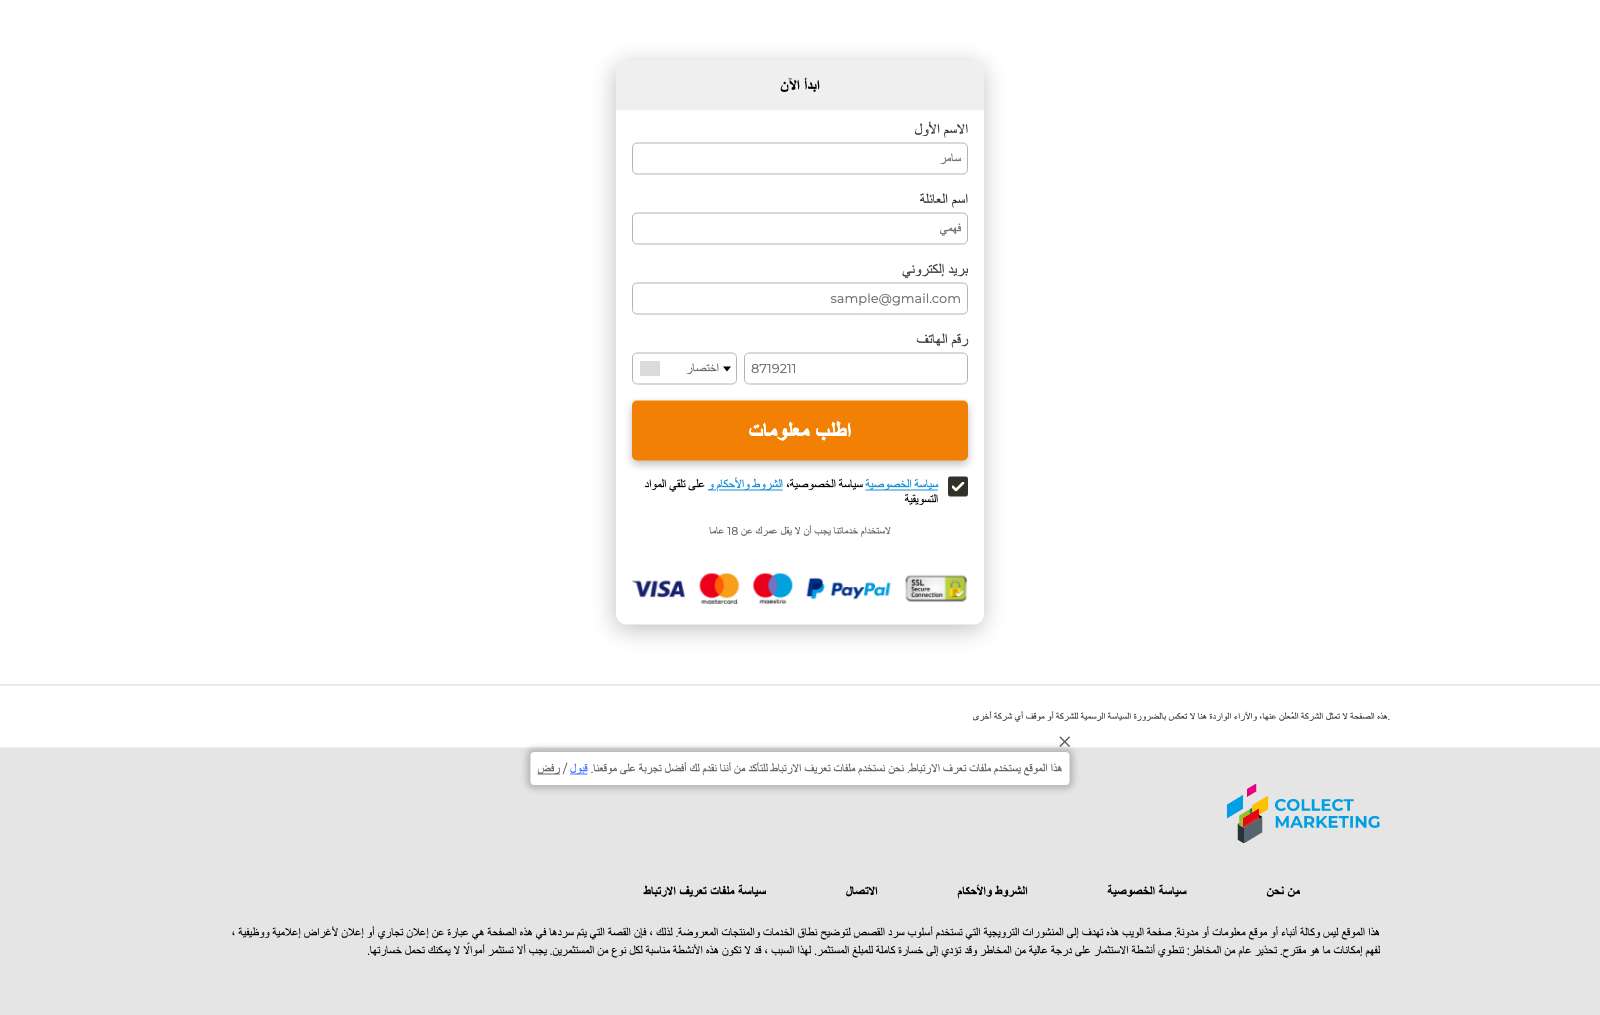 ابدأ الآن
الاسم الأول
سامر
اسم العائلة
فهمي
بريد إلكتروني
sample@gmail.com
رقم الهاتف
اختصار
8719211
اطلب معلومات
سياسة الخصوصية سياسة الخصوصية، الشروط والأحكام و على تلقي المواد
التسويقية
لاستخدام خدماتنا يجب أن لا يقل عمرك عن 18 عاما
VISA
mastercard
maestro
PayPal
SSL
Secure
Connection
هذه الصفحة لا تمثل الشركة المُعلن عنها، والآراء الواردة هنا لا تعكس بالضرورة السياسة الرسمية للشركة أو موقف أي شركة أخرى.
هذا الموقع يستخدم ملفات تعرف الارتباط. نحن نستخدم ملفات تعريف الارتباط للتأكد من أننا نقدم لك أفضل تجربة على موقعنا. قبول / رفض
COLLECT
MARKETING
من نحن
سياسة الخصوصية
الشروط والأحكام
الاتصال
سياسة ملفات تعريف الارتباط
هذا الموقع ليس وكالة أنباء أو موقع معلومات أو مدونة. صفحة الويب هذه تهدف إلى المنشورات الترويجية التي تستخدم أسلوب سرد القصص لتوضيح نطاق الخدمات والمنتجات المعروضة. لذلك ، فإن القصة التي يتم سردها في هذه الصفحة هي عبارة عن إعلان تجاري أو إعلان لأغراض إعلامية ووظيفية ،
لفهم إمكانات ما هو مقترح. تحذير عام من المخاطر: تنطوي أنشطة الاستثمار على درجة عالية من المخاطر وقد تؤدي إلى خسارة كاملة للمبلغ المستثمر. لهذا السبب ، قد لا تكون هذه الأنشطة مناسبة لكل نوع من المستثمرين. يجب ألا تستثمر أموالًا لا يمكنك تحمل خسارتها.